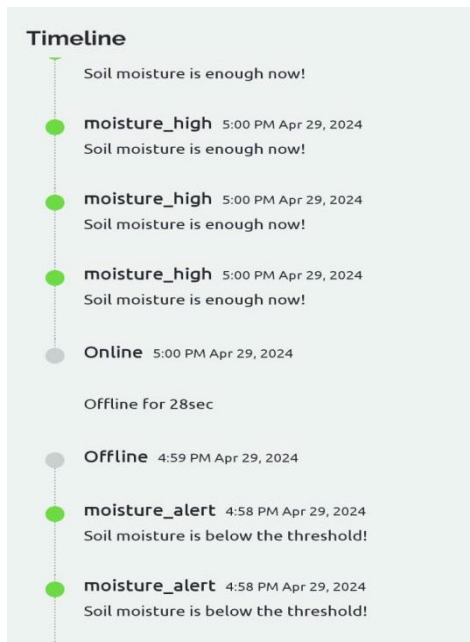 Timeline
Soil moisture is enough now!
moisture_high 5:00 PM Apr 29, 2024
Soil moisture is enough now!
moisture_high 5:00 PM Apr 29, 2024
Soil moisture is enough now!
moisture_high 5:00 PM Apr 29, 2024
Soil moisture is enough now!
Online 5:00 PM Apr 29, 2024
Offline for 28sec
Offline 4:59 PM Apr 29, 2024
moisture_alert 4:58 PM Apr 29, 2024
Soil moisture is below the threshold!
moisture_alert 4:58 PM Apr 29, 2024
Soil moisture is below the threshold!